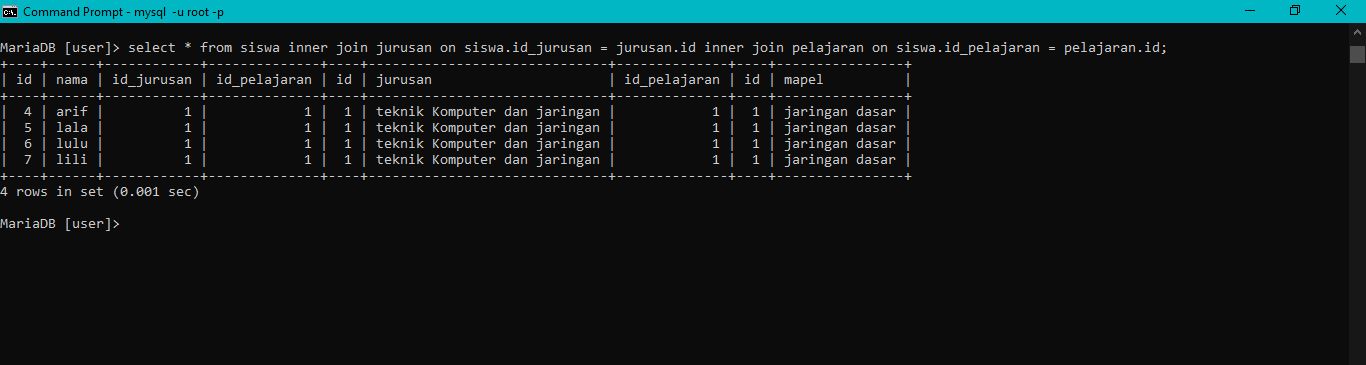 Command Prompt - mysql -u root -p
MariaDB [user]> select * from siswa inner join jurusan on siswa.id_jurusan = jurusan.id inner join pelajaran on siswa.id_pelajaran = pelajaran.id;
+----+------+------------+--------------+----+------------------------------+--------------+----+----------------+
| id | nama | id_jurusan | id_pelajaran | id | jurusan                      | id_pelajaran | id | mapel          |
+----+------+------------+--------------+----+------------------------------+--------------+----+----------------+
|  4 | arif |          1 |            1 |  1 | teknik Komputer dan jaringan |            1 |  1 | jaringan dasar |
|  5 | lala |          1 |            1 |  1 | teknik Komputer dan jaringan |            1 |  1 | jaringan dasar |
|  6 | lulu |          1 |            1 |  1 | teknik Komputer dan jaringan |            1 |  1 | jaringan dasar |
|  7 | lili |          1 |            1 |  1 | teknik Komputer dan jaringan |            1 |  1 | jaringan dasar |
+----+------+------------+--------------+----+------------------------------+--------------+----+----------------+
4 rows in set (0.001 sec)
MariaDB [user]>